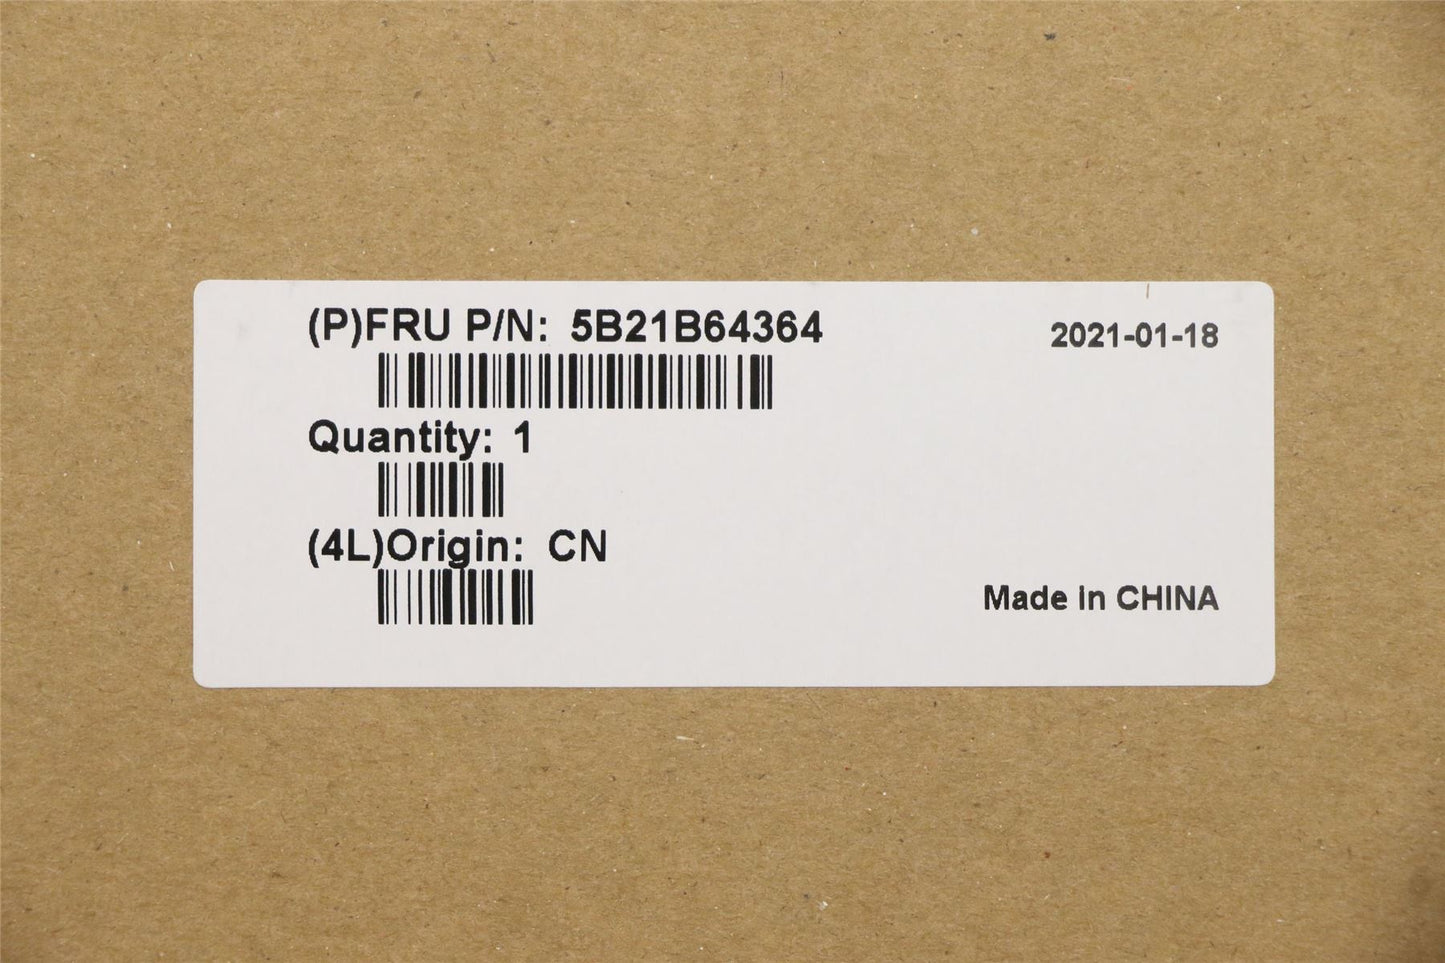 (P)FRU P/N: 5B21B64364
2021-01-18
Quantity: 1
(4L)Origin: CN
Made in CHINA